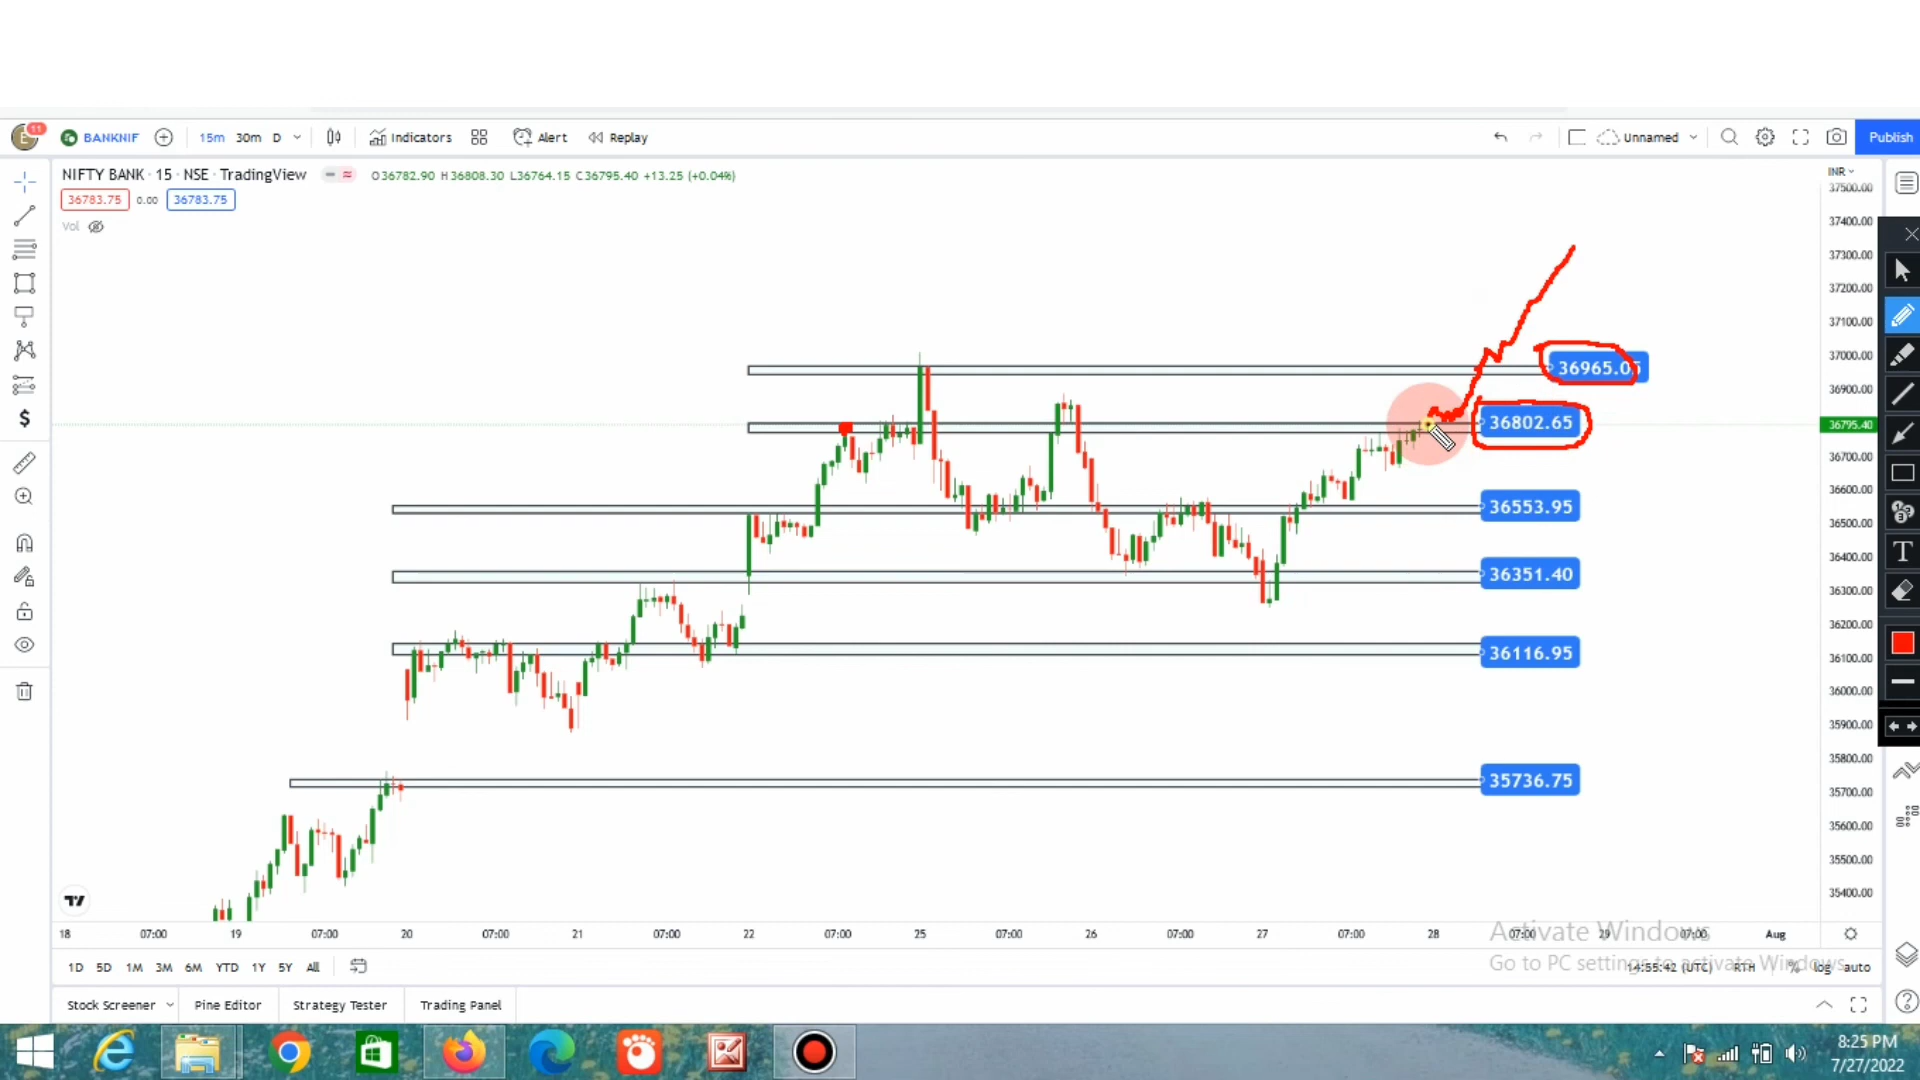 11
BANKNIF 15m 30m D Indicators Alert Replay Unnamed Publish
NIFTY BANK · 15 · NSE · TradingView O36782.90 H36808.30 L36764.15 C36795.40 +13.25 (+0.04%)
INR
36783.75 0.00 36783.75
Vol
37500.00
37400.00
37300.00
37200.00
37100.00
37000.00
36965.05
36900.00
36802.65
36795.40
36700.00
36600.00
36553.95
36500.00
36400.00
36351.40
36300.00
36200.00
36116.95
36100.00
36000.00
35900.00
35800.00
35736.75
35700.00
35600.00
35500.00
35400.00
18 07:00 19 07:00 20 07:00 21 07:00 22 07:00 25 07:00 26 07:00 27 07:00 28 07:00 29 07:00 Aug
Activate Windows
Go to PC settings to activate Windows.
1D 5D 1M 3M 6M YTD 1Y 5Y All 14:55:42 (UTC) RTH % log auto
Stock Screener Pine Editor Strategy Tester Trading Panel
8:25 PM
7/27/2022